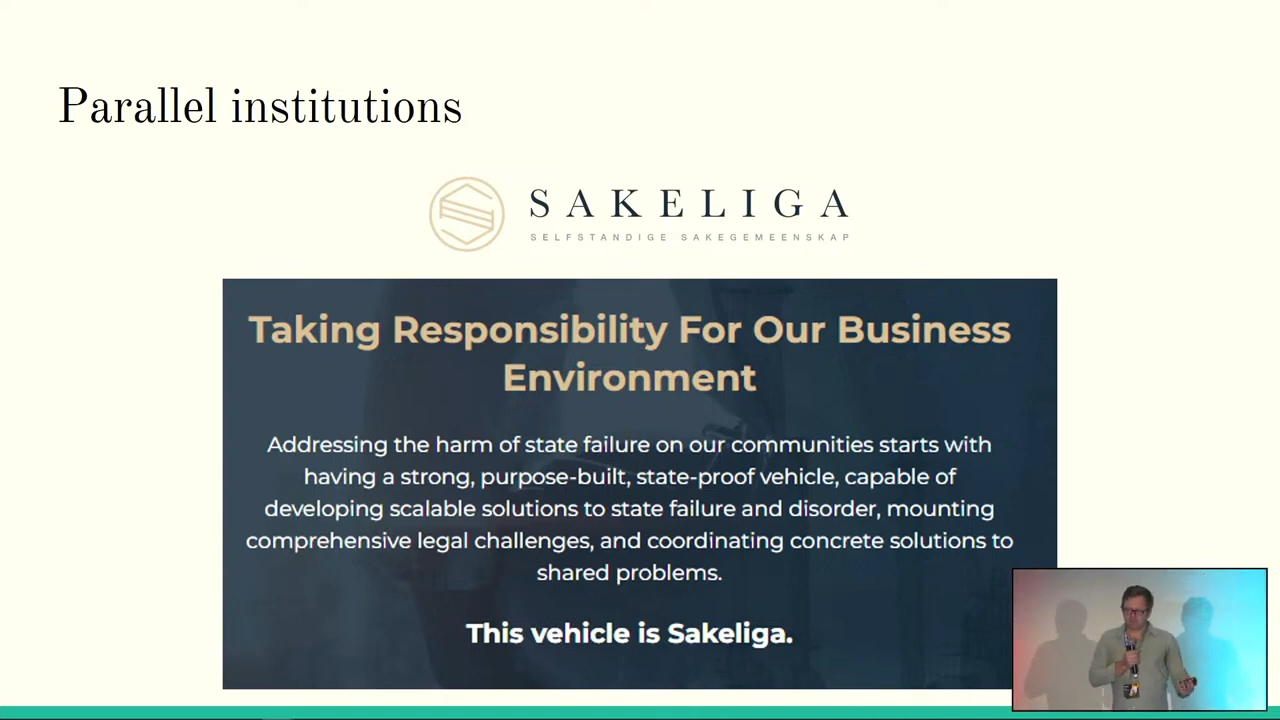 Parallel institutions
SAKELIGA
SELFSTANDIGE SAKEGEMEENSKAP
Taking Responsibility For Our Business
Environment
Addressing the harm of state failure on our communities starts with
having a strong, purpose-built, state-proof vehicle, capable of
developing scalable solutions to state failure and disorder, mounting
comprehensive legal challenges, and coordinating concrete solutions to
shared problems.
This vehicle is Sakeliga.